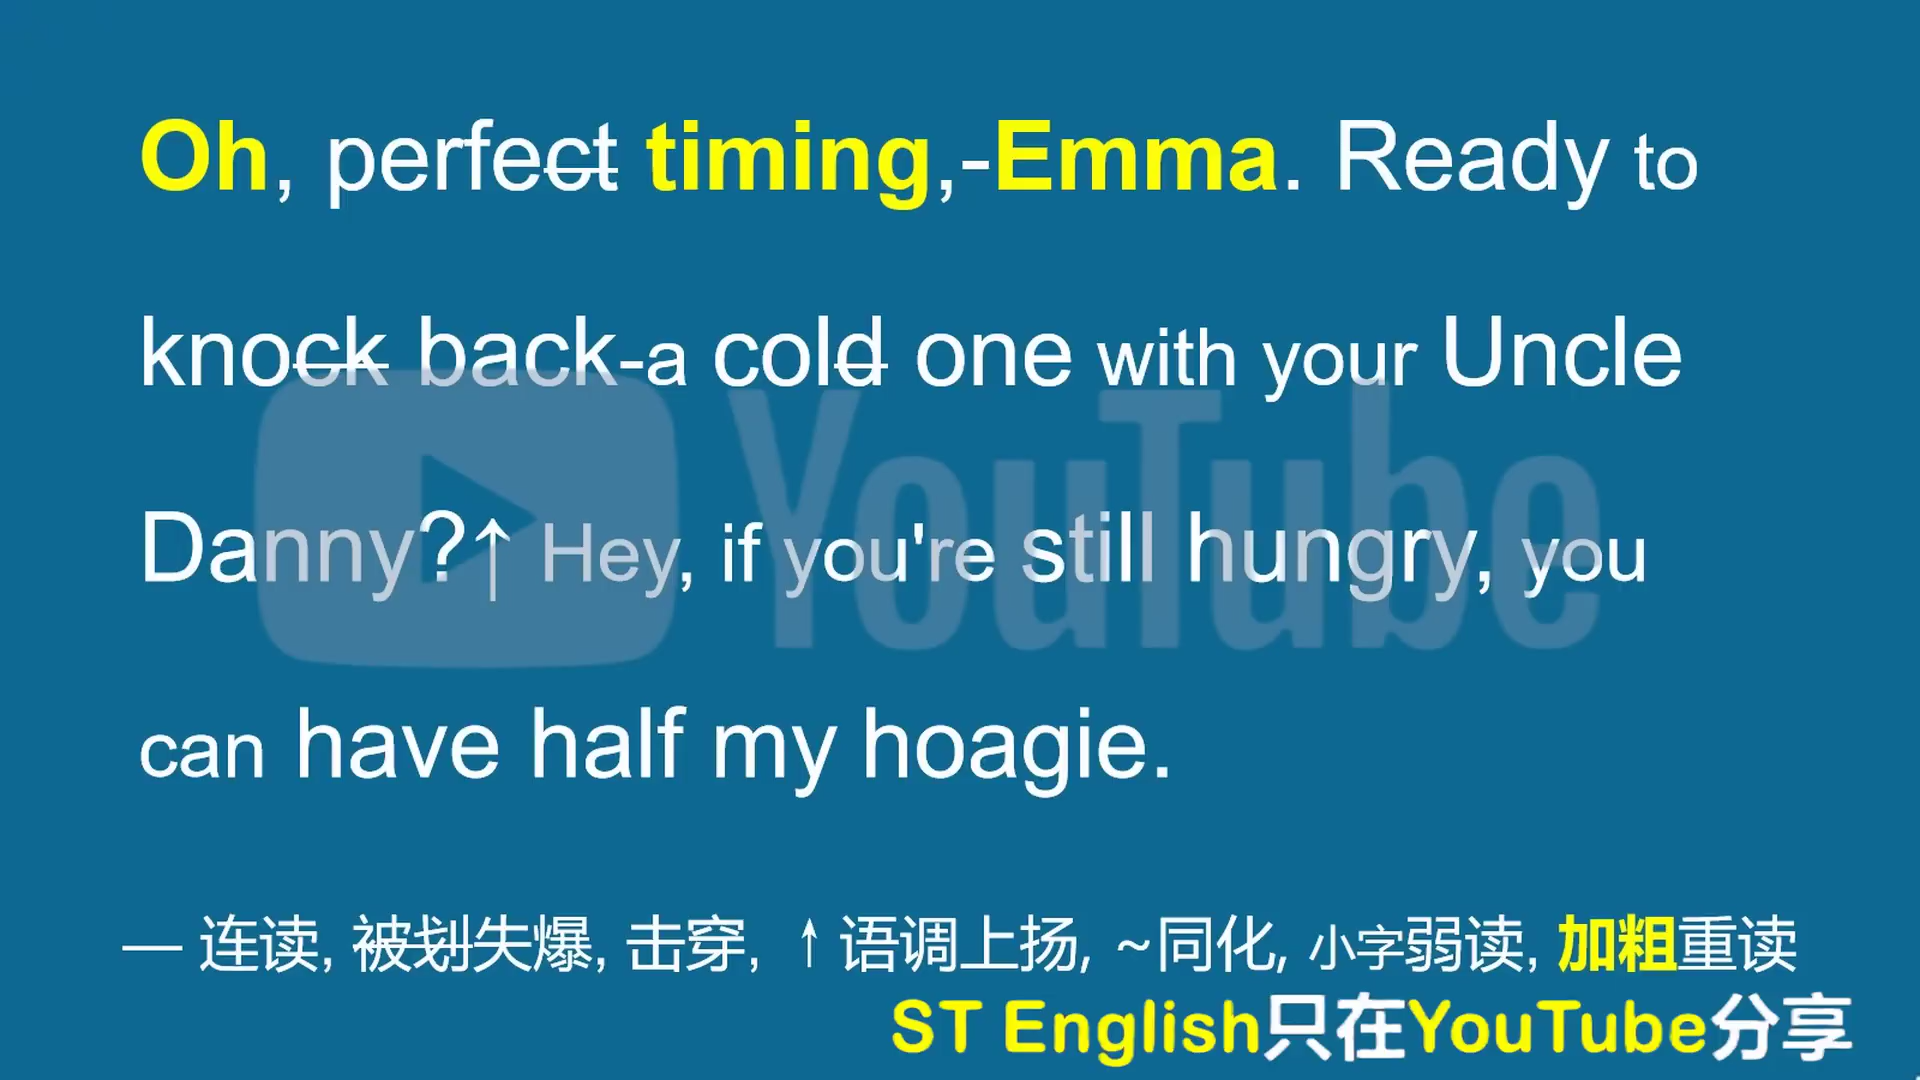 Oh, perfect timing,-Emma. Ready to
knock back-a cold one with your Uncle
Danny?↑ Hey, if you're still hungry, you
can have half my hoagie.
YouTube
— 连读, 被划失爆, 击穿, ↑语调上扬, ~同化, 小字弱读, 加粗重读
ST English只在YouTube分享